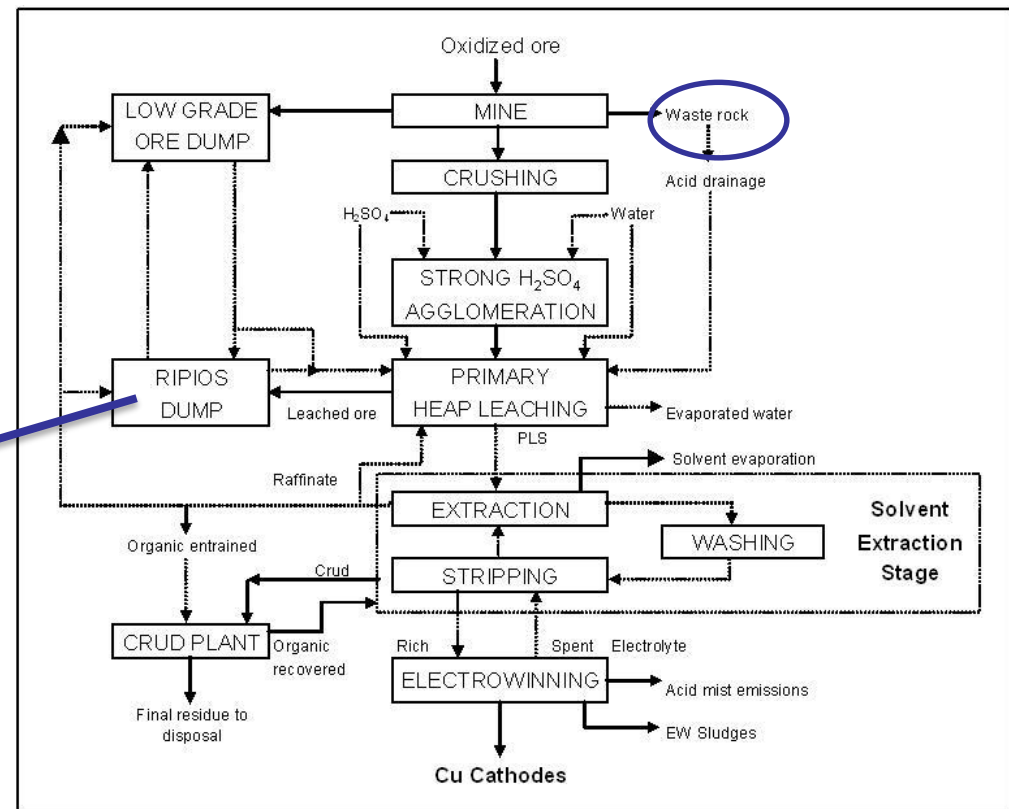 Oxidized ore
LOW GRADE
ORE DUMP
MINE
Waste rock
CRUSHING
Acid drainage
H₂SO₄
Water
STRONG H₂SO₄
AGGLOMERATION
RIPIOS
DUMP
Leached ore
PRIMARY
HEAP LEACHING
Evaporated water
PLS
Solvent evaporation
Raffinate
EXTRACTION
Solvent
Extraction
Stage
WASHING
Organic entrained
Crud
STRIPPING
CRUD PLANT
Organic
recovered
Rich
Spent Electrolyte
ELECTROWINNING
Acid mist emissions
Final residue to
disposal
EW Sludges
Cu Cathodes